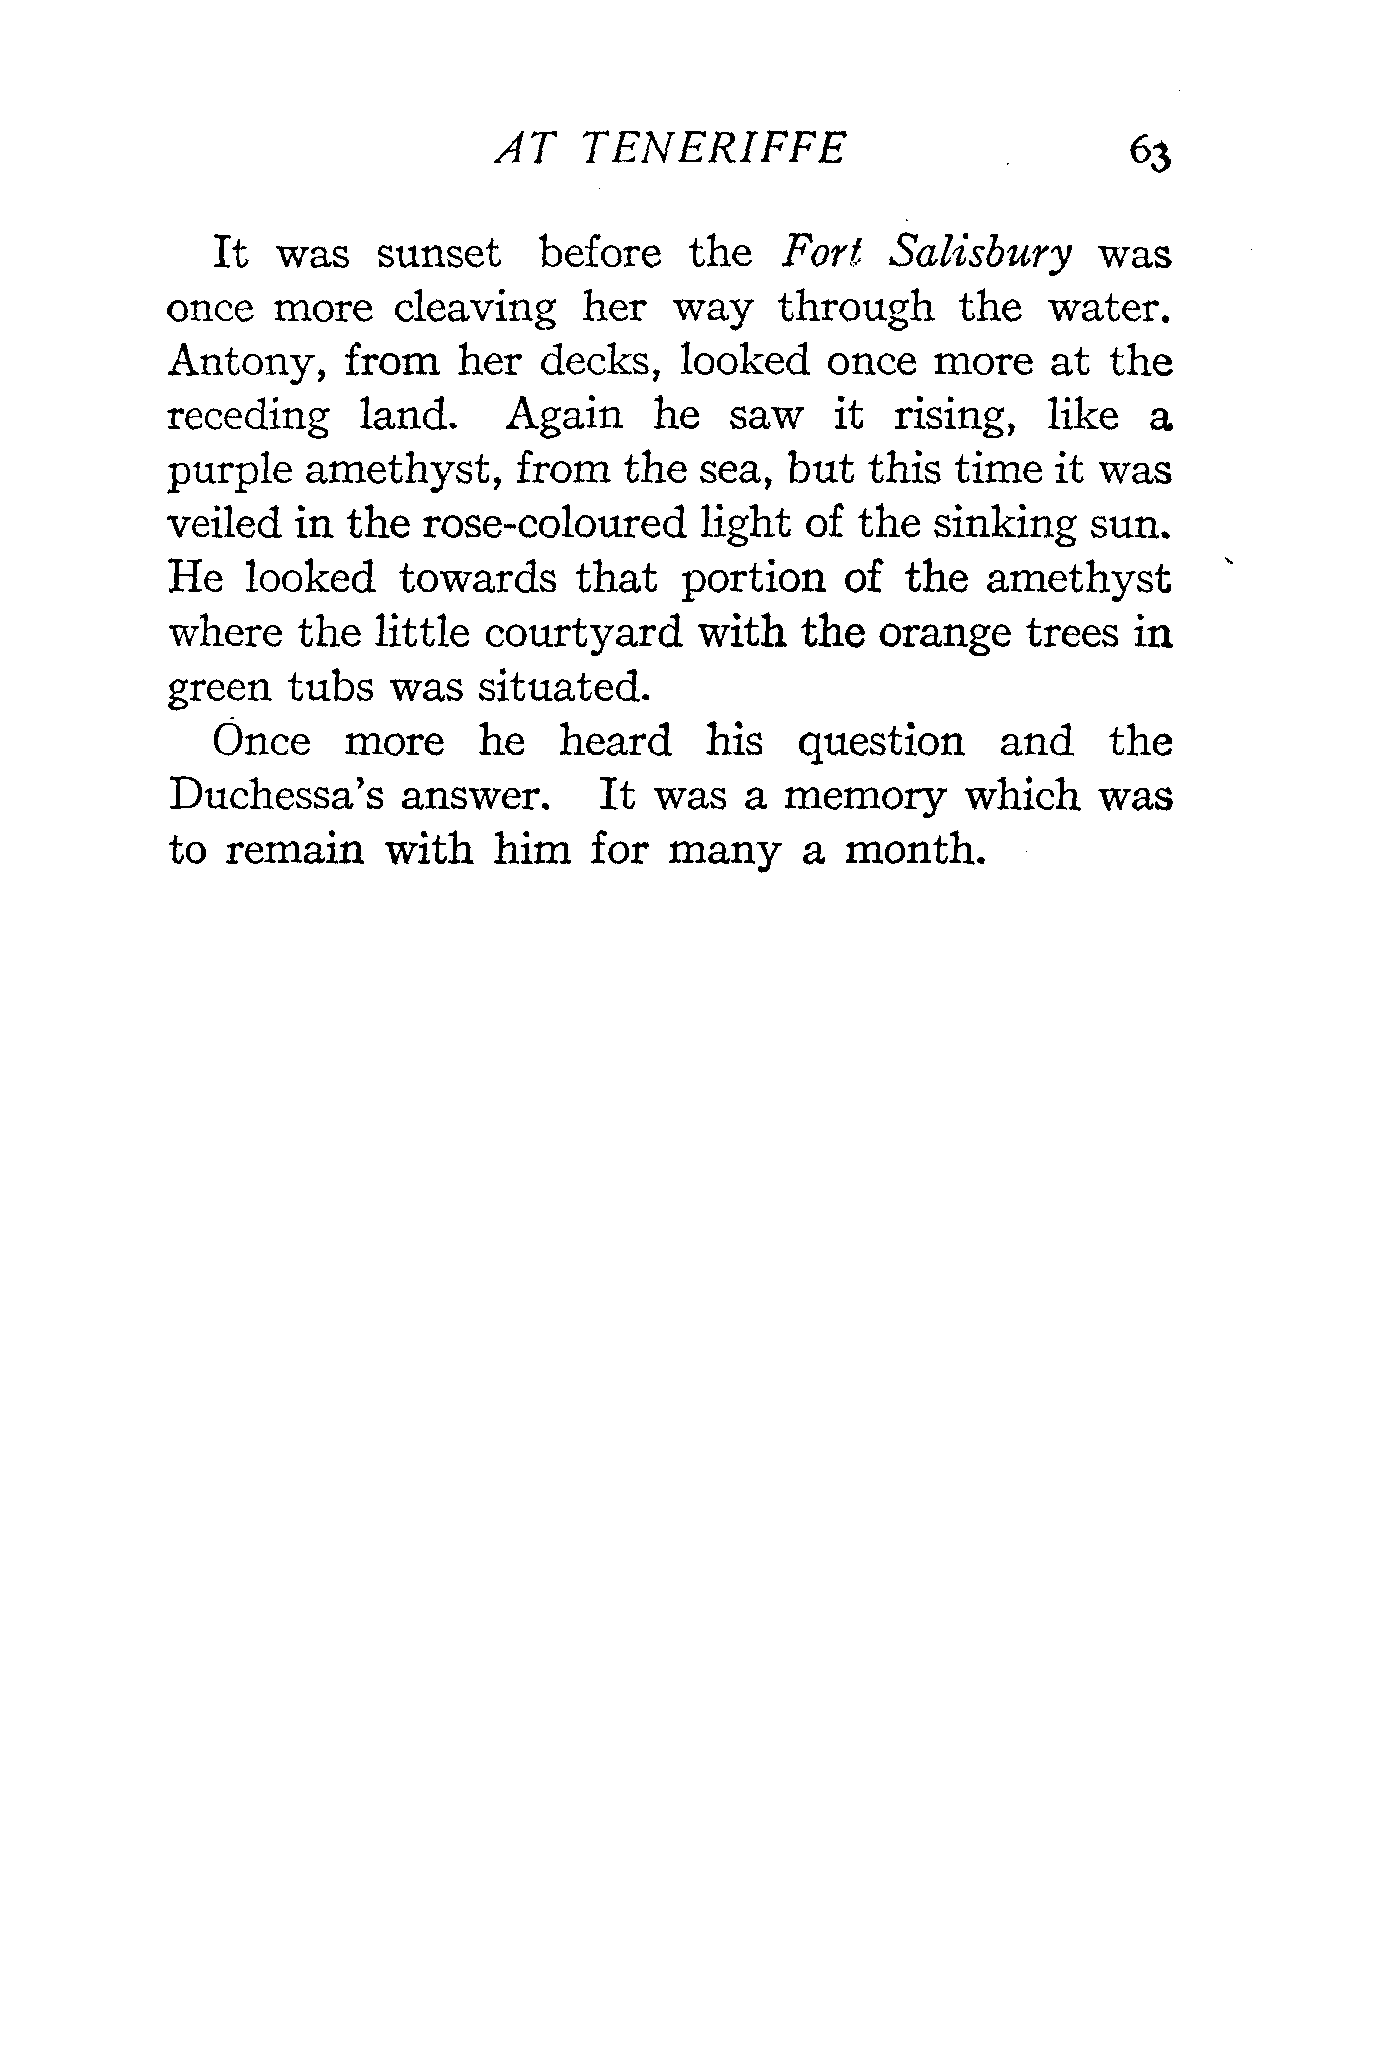 AT TENERIFFE 63
It was sunset before the Fort Salisbury was
once more cleaving her way through the water.
Antony, from her decks, looked once more at the
receding land. Again he saw it rising, like a
purple amethyst, from the sea, but this time it was
veiled in the rose-coloured light of the sinking sun.
He looked towards that portion of the amethyst
where the little courtyard with the orange trees in
green tubs was situated.
Once more he heard his question and the
Duchessa's answer. It was a memory which was
to remain with him for many a month.